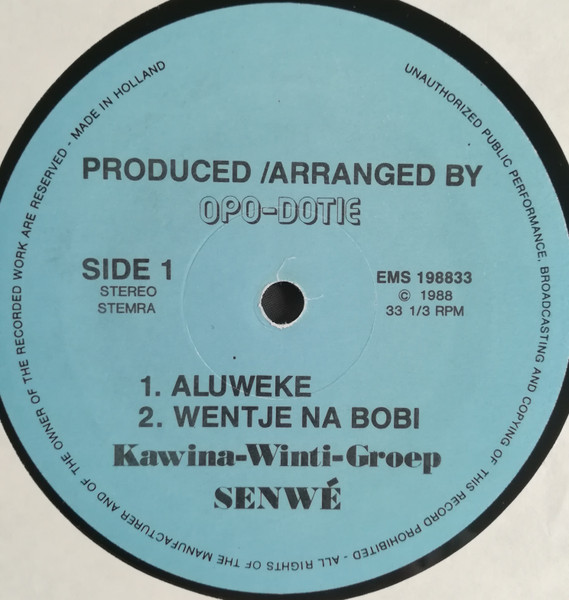 PRODUCED /ARRANGED BY
OPO-DOTIE
SIDE 1
STEREO
STEMRA
EMS 198833
© 1988
33 1/3 RPM
1. ALUWEKE
2. WENTJE NA BOBI
Kawina-Winti-Groep
SENWÉ
UNAUTHORIZED PUBLIC PERFORMANCE, BROADCASTING AND COPYING OF THIS RECORD PROHIBITED - ALL RIGHTS OF THE MANUFACTURER AND OF THE OWNER OF THE RECORDED WORK ARE RESERVED - MADE IN HOLLAND